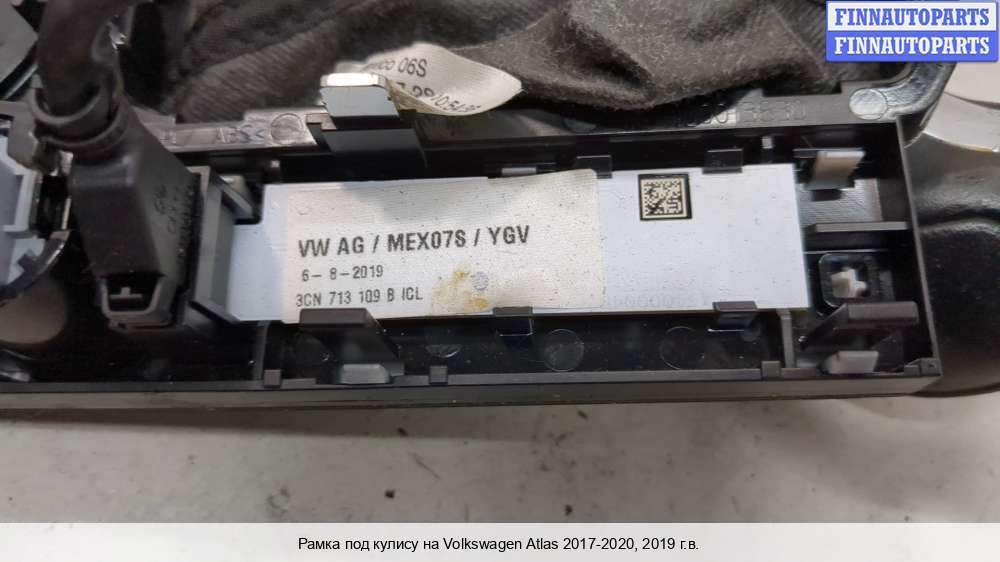 FINNAUTOPARTS
FINNAUTOPARTS
06S
VW AG / MEX07S / YGV
6-8-2019
3CN 713 109 B ICL
Рамка под кулису на Volkswagen Atlas 2017-2020, 2019 г.в.